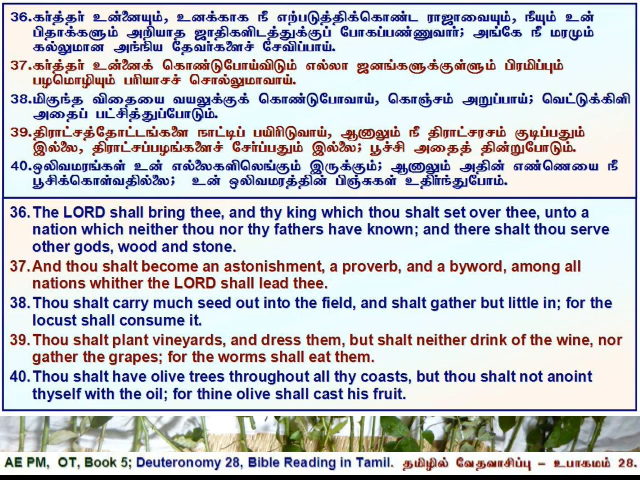 36.கர்த்தர் உன்னையும், உனக்காக நீ ஏற்படுத்திக்கொண்ட ராஜாவையும், நீயும் உன்
பிதாக்களும் அறியாத ஜாதிகளிடத்துக்குப் போகப்பண்ணுவார்; அங்கே நீ மரமும்
கல்லுமான அந்நிய தேவர்களைச் சேவிப்பாய்.
37.கர்த்தர் உன்னைக் கொண்டுபோய்விடும் எல்லா ஜனங்களுக்குள்ளும் பிரமிப்பும்
பழமொழியும் பரியாசச் சொல்லுமாவாய்.
38.மிகுந்த விதையை வயலுக்குக் கொண்டுபோவாய், கொஞ்சம் அறுப்பாய்; வெட்டுக்கிளி
அதைப் பட்சித்துப்போடும்.
39.திராட்சத்தோட்டங்களை நாட்டிப் பயிரிடுவாய், ஆனாலும் நீ திராட்சரசம் குடிப்பதும்
இல்லை, திராட்சப்பழங்களைச் சேர்ப்பதும் இல்லை; பூச்சி அதைத் தின்றுபோடும்.
40.ஒலிவமரங்கள் உன் எல்லைகளிலெங்கும் இருக்கும்; ஆனாலும் அதின் எண்ணெயை நீ
பூசிக்கொள்வதில்லை; உன் ஒலிவமரத்தின் பிஞ்சுகள் உதிர்ந்துபோம்.
36.The LORD shall bring thee, and thy king which thou shalt set over thee, unto a
nation which neither thou nor thy fathers have known; and there shalt thou serve
other gods, wood and stone.
37.And thou shalt become an astonishment, a proverb, and a byword, among all
nations whither the LORD shall lead thee.
38.Thou shalt carry much seed out into the field, and shalt gather but little in; for the
locust shall consume it.
39.Thou shalt plant vineyards, and dress them, but shalt neither drink of the wine, nor
gather the grapes; for the worms shall eat them.
40.Thou shalt have olive trees throughout all thy coasts, but thou shalt not anoint
thyself with the oil; for thine olive shall cast his fruit.
AE PM, OT, Book 5; Deuteronomy 28, Bible Reading in Tamil. தமிழில் வேதவாசிப்பு – உபாகமம் 28.